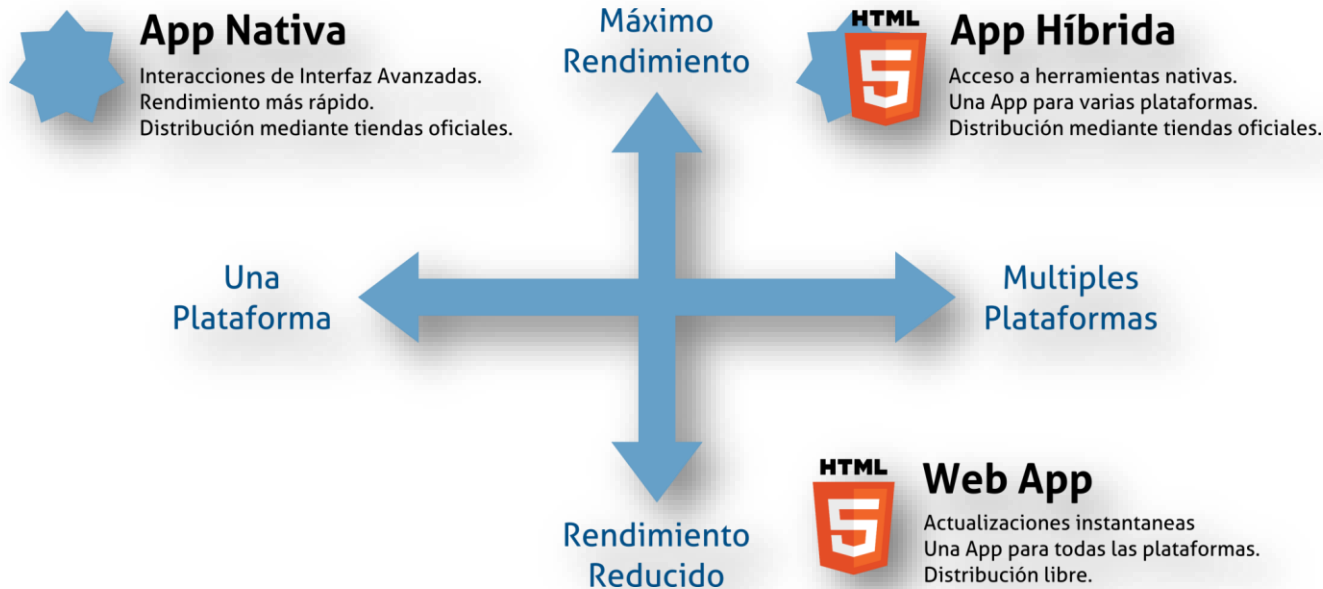 App Nativa
Interacciones de Interfaz Avanzadas.
Rendimiento más rápido.
Distribución mediante tiendas oficiales.
Máximo
Rendimiento
HTML
5
App Híbrida
Acceso a herramientas nativas.
Una App para varias plataformas.
Distribución mediante tiendas oficiales.
Una
Plataforma
Multiples
Plataformas
Rendimiento
Reducido
HTML
5
Web App
Actualizaciones instantaneas
Una App para todas las plataformas.
Distribución libre.